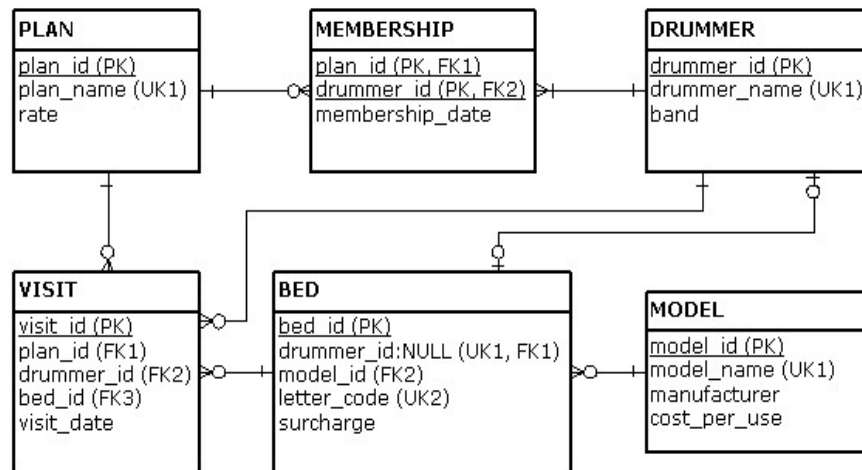 PLAN
plan_id (PK)
plan_name (UK1)
rate
MEMBERSHIP
plan_id (PK, FK1)
drummer_id (PK, FK2)
membership_date
DRUMMER
drummer_id (PK)
drummer_name (UK1)
band
VISIT
visit_id (PK)
plan_id (FK1)
drummer_id (FK2)
bed_id (FK3)
visit_date
BED
bed_id (PK)
drummer_id:NULL (UK1, FK1)
model_id (FK2)
letter_code (UK2)
surcharge
MODEL
model_id (PK)
model_name (UK1)
manufacturer
cost_per_use